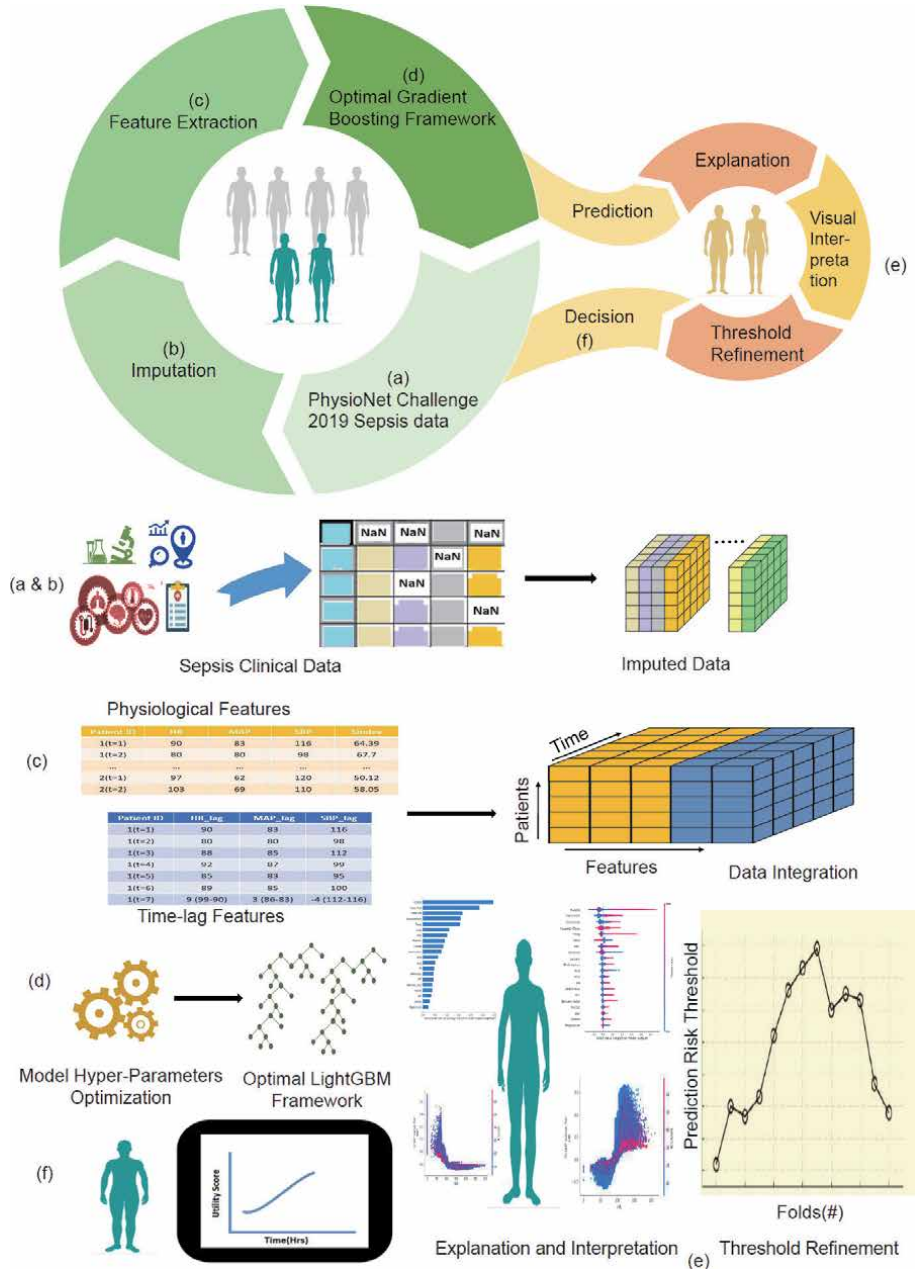 (d)
Optimal Gradient
Boosting Framework
(c)
Feature Extraction
Explanation
Prediction
Visual
Inter-
preta
tion
(e)
Decision
(f)
Threshold
Refinement
(b)
Imputation
(a)
PhysioNet Challenge
2019 Sepsis data
NaN NaN NaN
NaN
(a & b)
NaN
NaN
Sepsis Clinical Data
Imputed Data
Physiological Features
Patient ID HR MAP SBP
1(t=1) 90 83 116 64.39
1(t=2) 80 80 98 67.7
... ... ... ... ...
2(t=1) 97 62 120 50.12
2(t=2) 103 69 110 58.05
(c)
Time
Patients
Features
Data Integration
Patient ID HR_lag MAP_lag SBP_lag
1(t=1) 90 83 116
1(t=2) 80 80 98
1(t=3) 88 85 112
1(t=4) 92 87 99
1(t=5) 85 83 95
1(t=6) 89 85 100
1(t=7) 9 (99-90) 3 (86-83) -4 (112-116)
Time-lag Features
(d)
Model Hyper-Parameters
Optimization
Optimal LightGBM
Framework
Prediction Risk Threshold
Folds(#)
(f)
Utility Score
Time(Hrs)
Explanation and Interpretation
(e)
Threshold Refinement